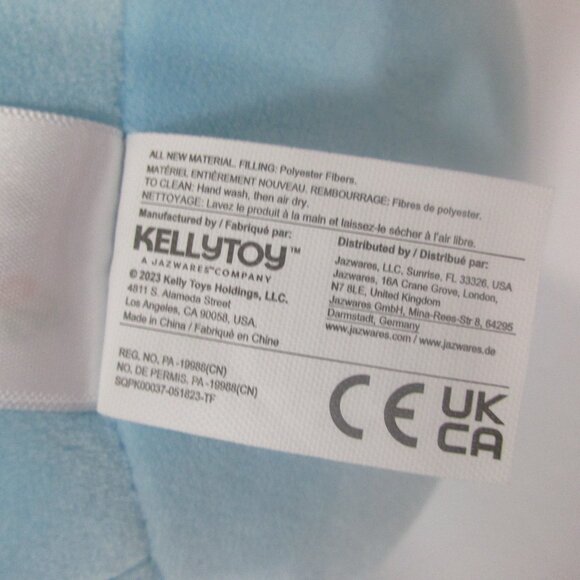 ALL NEW MATERIAL. FILLING: Polyester Fibers.
MATÉRIEL ENTIÈREMENT NOUVEAU. REMBOURRAGE: Fibres de polyester.
TO CLEAN: Hand wash, then air dry.
NETTOYAGE: Lavez le produit à la main et laissez-le sécher à l'air libre.
Manufactured by / Fabriqué par:
KELLYTOY™
A JAZWARES™ COMPANY
© 2023 Kelly Toys Holdings, LLC.
4811 S. Alameda Street
Los Angeles, CA 90058, USA.
Made in China / Fabriqué en Chine
Distributed by / Distribué par:
Jazwares, LLC, Sunrise, FL 33326, USA
Jazwares, 16A Crane Grove, London,
N7 8LE, United Kingdom
Jazwares GmbH, Mina-Rees-Str 8, 64295
Darmstadt, Germany
www.jazwares.com / www.jazwares.de
REG. NO. PA-19988(CN)
NO. DE PERMIS. PA-19988(CN)
SQPK00037-051823-TF
CE
UK
CA